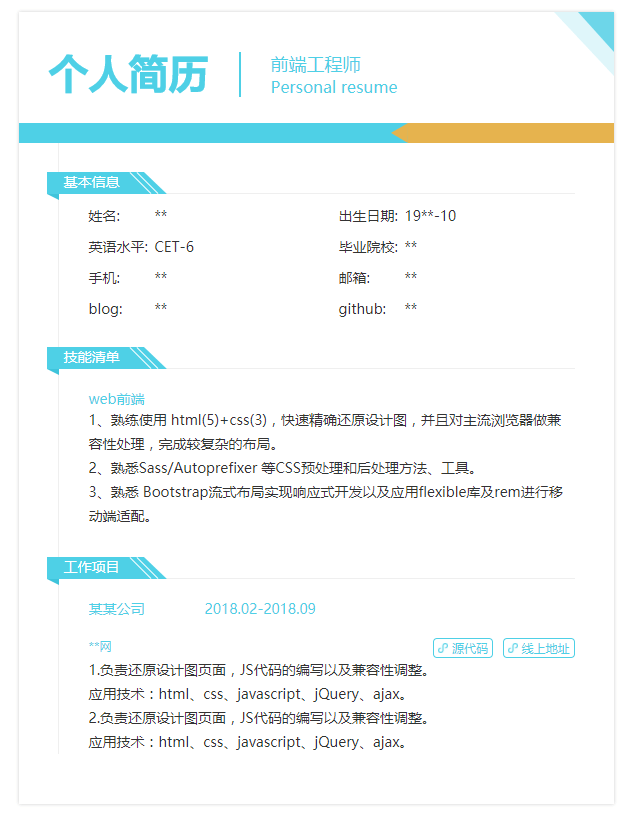 个人简历
前端工程师
Personal resume
基本信息
姓名: ** 出生日期: 19**-10
英语水平: CET-6 毕业院校: **
手机: ** 邮箱: **
blog: ** github: **
技能清单
web前端
1、熟练使用 html(5)+css(3)，快速精确还原设计图，并且对主流浏览器做兼
容性处理，完成较复杂的布局。
2、熟悉Sass/Autoprefixer 等CSS预处理和后处理方法、工具。
3、熟悉 Bootstrap流式布局实现响应式开发以及应用flexible库及rem进行移
动端适配。
工作项目
某某公司 2018.02-2018.09
**网 源代码 线上地址
1.负责还原设计图页面，JS代码的编写以及兼容性调整。
应用技术：html、css、javascript、jQuery、ajax。
2.负责还原设计图页面，JS代码的编写以及兼容性调整。
应用技术：html、css、javascript、jQuery、ajax。